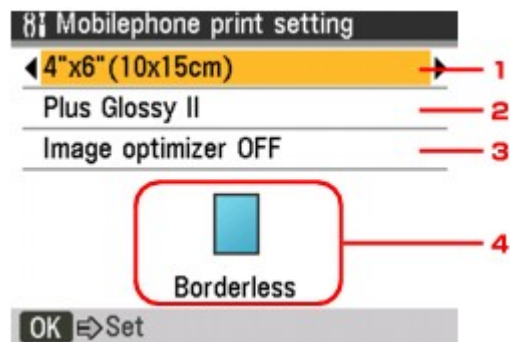 Mobilephone print setting
4"x6"(10x15cm) 1
Plus Glossy II 2
Image optimizer OFF 3
4
Borderless
OK Set